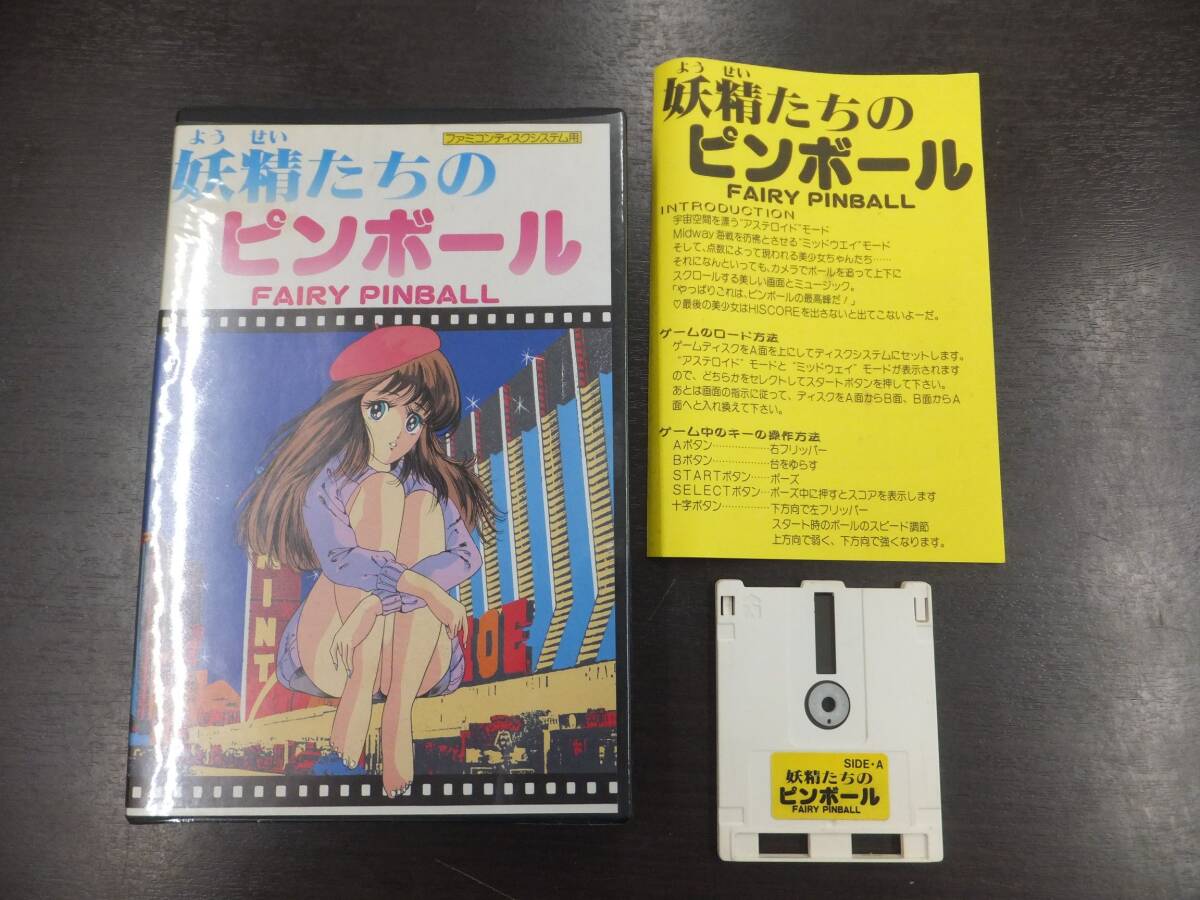 ファミコンディスクシステム用
よう せい
妖精たちの
ピンボール
FAIRY PINBALL
KINT
OE
よう せい
妖精たちの
ピンボール
FAIRY PINBALL
INTRODUCTION
宇宙空間を漂う"アステロイド"モード
Midway海戦を彷彿とさせる"ミッドウエイ"モード
そして、点数によって現われる美少女ちゃんたち……
それになんといっても、カメラでボールを追って上下に
スクロールする美しい画面とミュージック。
「やっぱりこれは、ピンボールの最高峰だ!」
♡最後の美少女はHISCOREを出さないと出てこないよーだ。
ゲームのロード方法
ゲームディスクをA面を上にしてディスクシステムにセットします。
"アステロイド"モードと"ミッドウェイ"モードが表示されます
ので、どちらかをセレクトしてスタートボタンを押して下さい。
あとは画面の指示に従って、ディスクをA面からB面、B面からA
面へと入れ換えて下さい。
ゲーム中のキーの操作方法
Aボタン……………右フリッパー
Bボタン……………台をゆらす
STARTボタン……ポーズ
SELECTボタン…ポーズ中に押すとスコアを表示します
十字ボタン…………下方向で左フリッパー
スタート時のボールのスピード調節
上方向で弱く、下方向で強くなります。
SIDE・A
妖精たちの
ピンボール
FAIRY PINBALL